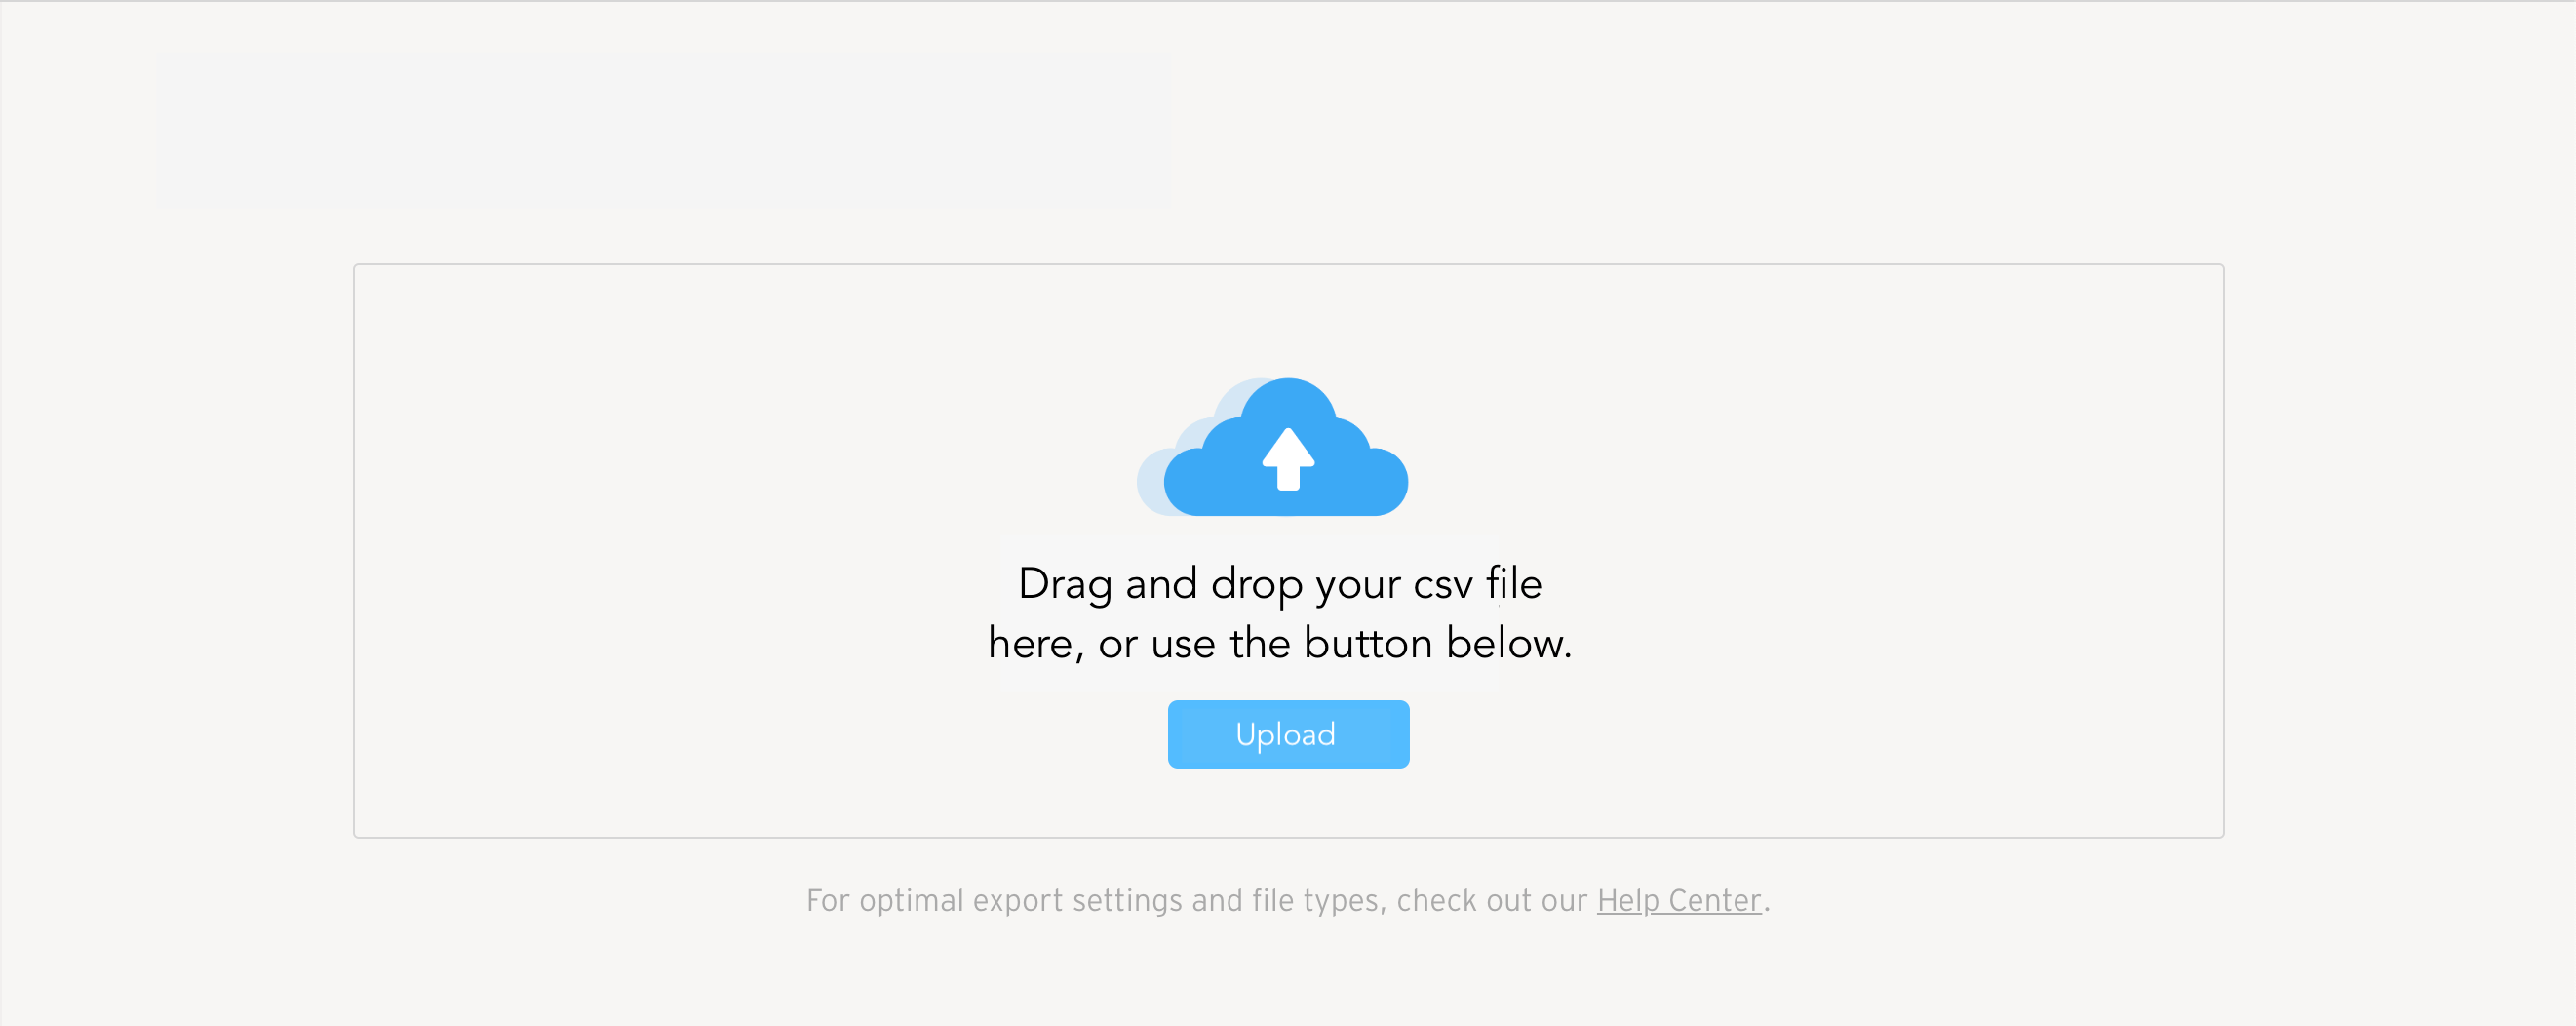 Drag and drop your csv file
here, or use the button below.
Upload
For optimal export settings and file types, check out our Help Center.